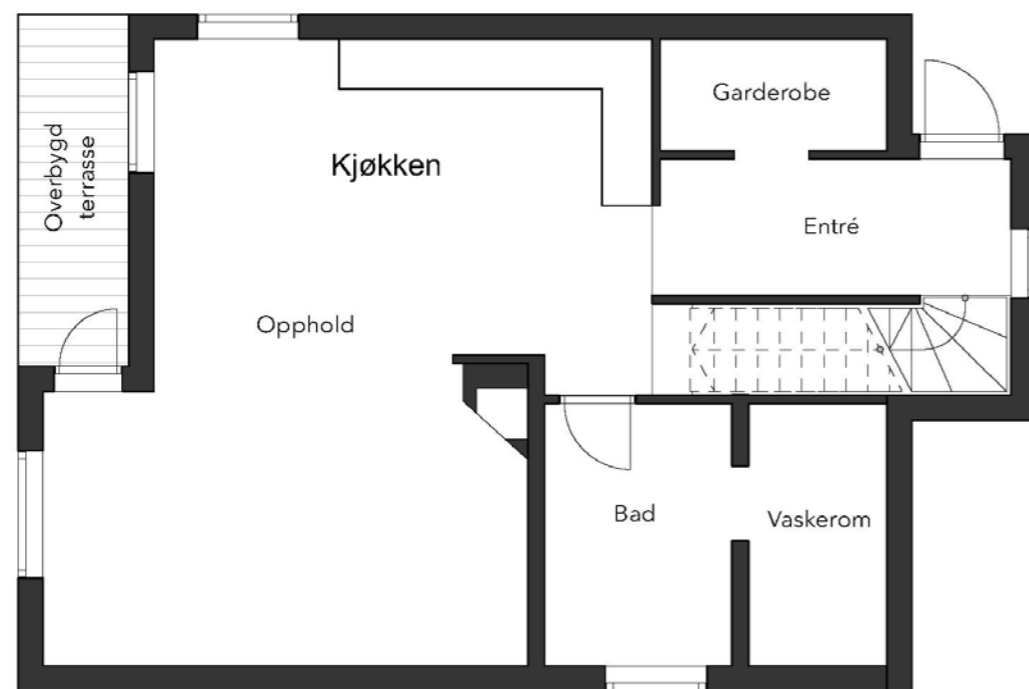 Garderobe
Overbygd
terrasse
Kjøkken
Entré
Opphold
Bad
Vaskerom